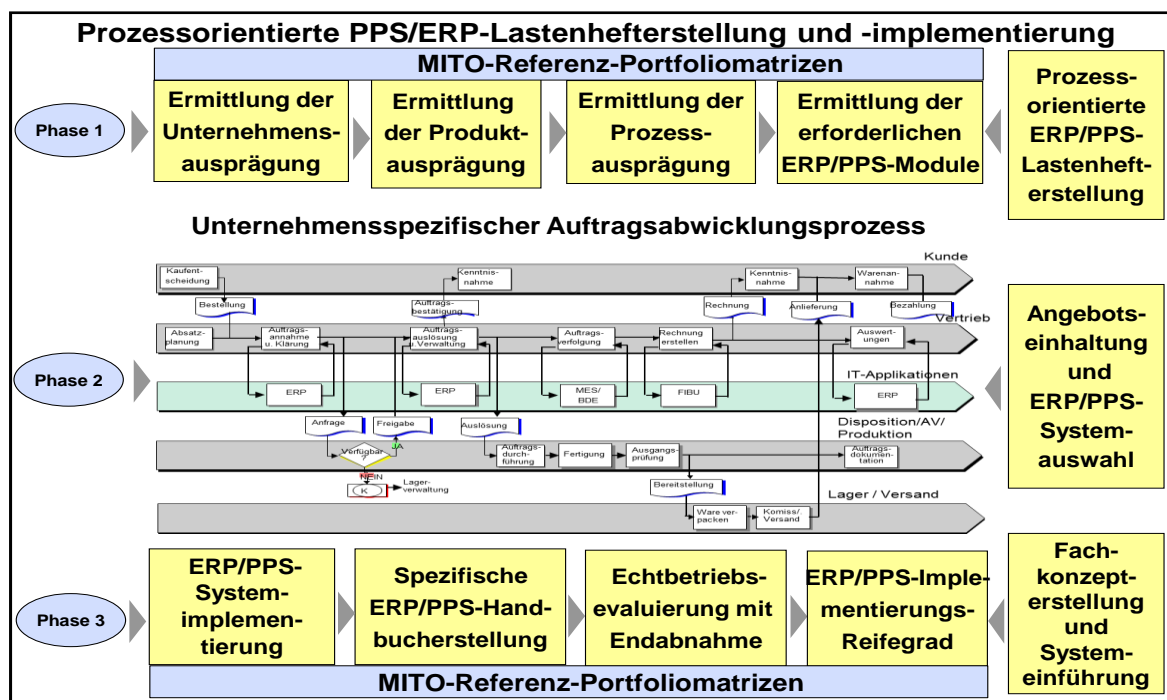 Prozessorientierte PPS/ERP-Lastenhefterstellung und -implementierung
MITO-Referenz-Portfoliomatrizen
Phase 1
Ermittlung der
Unternehmens-
ausprägung
Ermittlung
der Produkt-
ausprägung
Ermittlung der
Prozess-
ausprägung
Ermittlung der
erforderlichen
ERP/PPS-Module
Prozess-
orientierte
ERP/PPS-
Lastenheft-
erstellung
Unternehmensspezifischer Auftragsabwicklungsprozess
Phase 2
Kunde
Kaufent-
scheidung
Kenntnis-
nahme
Kenntnis-
nahme
Warenan-
nahme
Bestellung
Auftrags-
bestätigung
Rechnung
Anlieferung
Bezahlung
Vertrieb
Absatz-
planung
Auftrags-
annahme
u. Klärung
Auftrags-
auslösung
u.Verwaltung
Auftrags-
verfolgung
Rechnung
erstellen
Auswer-
tungen
IT-Applikationen
ERP
ERP
MES/
BDE
FIBU
ERP
Anfrage
Freigabe
Auslösung
Disposition/AV/
Produktion
JA
Verfügbar
?
Auftrags-
durch-
führung
Fertigung
Ausgangs-
prüfung
Auftrags-
dokumen-
tation
NEIN
K
Lager-
verwaltung
Bereitstellung
Lager / Versand
Ware ver-
packen
Komiss/.
Versand
Angebots-
einhaltung
und
ERP/PPS-
System-
auswahl
Phase 3
ERP/PPS-
System-
implemen-
tierung
Spezifische
ERP/PPS-Hand-
bucherstellung
Echtbetriebs-
evaluierung mit
Endabnahme
ERP/PPS-Imple-
mentierungs-
Reifegrad
Fach-
konzept-
erstellung
und
System-
einführung
MITO-Referenz-Portfoliomatrizen